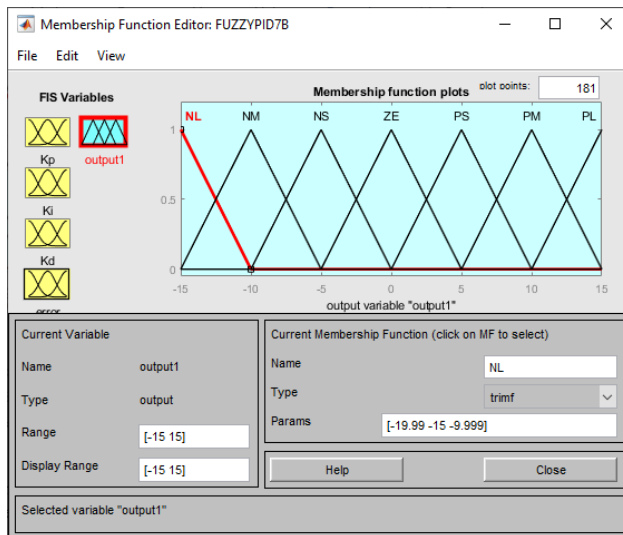 Membership Function Editor: FUZZYPID7B
File Edit View
FIS Variables
Kp
output1
Ki
Kd
error
Membership function plots
plot points:
181
NL NM NS ZE PS PM PL
1
0.5
0
-15 -10 -5 0 5 10 15
output variable "output1"
Current Variable
Name output1
Type output
Range [-15 15]
Display Range [-15 15]
Current Membership Function (click on MF to select)
Name NL
Type trimf
Params [-19.99 -15 -9.999]
Help Close
Selected variable "output1"